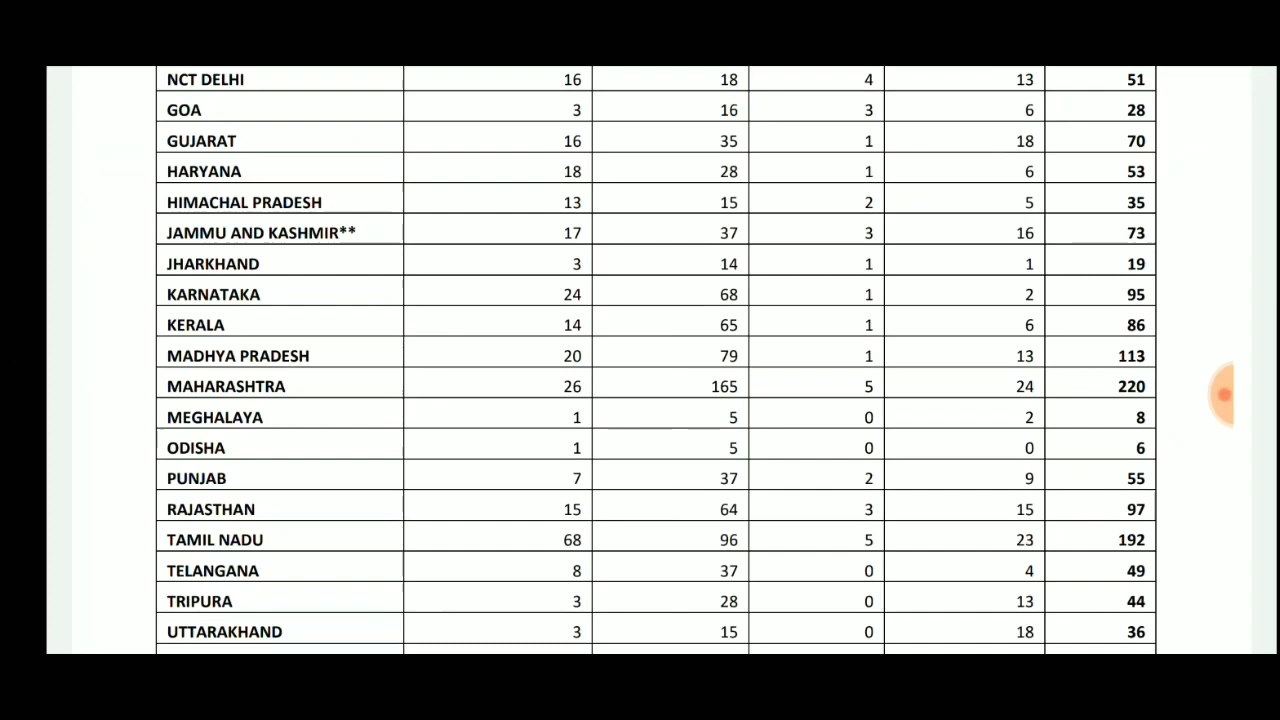 NCT DELHI 16 18 4 13 51
GOA 3 16 3 6 28
GUJARAT 16 35 1 18 70
HARYANA 18 28 1 6 53
HIMACHAL PRADESH 13 15 2 5 35
JAMMU AND KASHMIR** 17 37 3 16 73
JHARKHAND 3 14 1 1 19
KARNATAKA 24 68 1 2 95
KERALA 14 65 1 6 86
MADHYA PRADESH 20 79 1 13 113
MAHARASHTRA 26 165 5 24 220
MEGHALAYA 1 5 0 2 8
ODISHA 1 5 0 0 6
PUNJAB 7 37 2 9 55
RAJASTHAN 15 64 3 15 97
TAMIL NADU 68 96 5 23 192
TELANGANA 8 37 0 4 49
TRIPURA 3 28 0 13 44
UTTARAKHAND 3 15 0 18 36